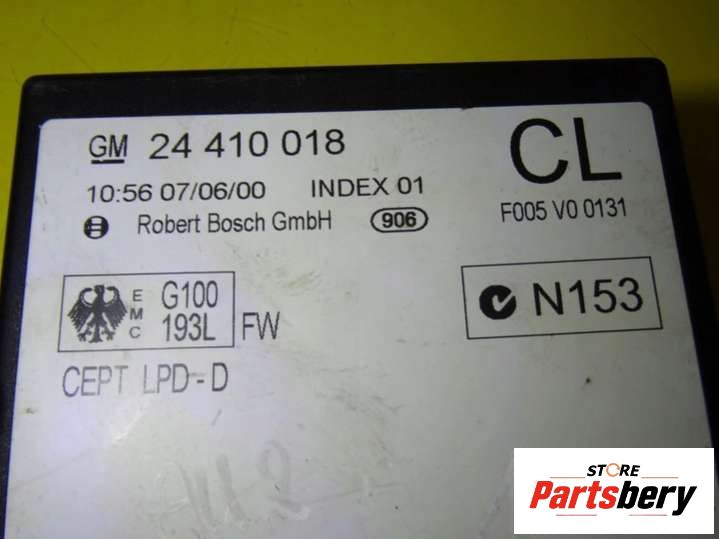 GM 24 410 018
CL
10:56 07/06/00 INDEX 01
F005 V0 0131
Robert Bosch GmbH 906
EMC G100
193L FW
N153
CEPT LPD-D
STORE
Partsbery